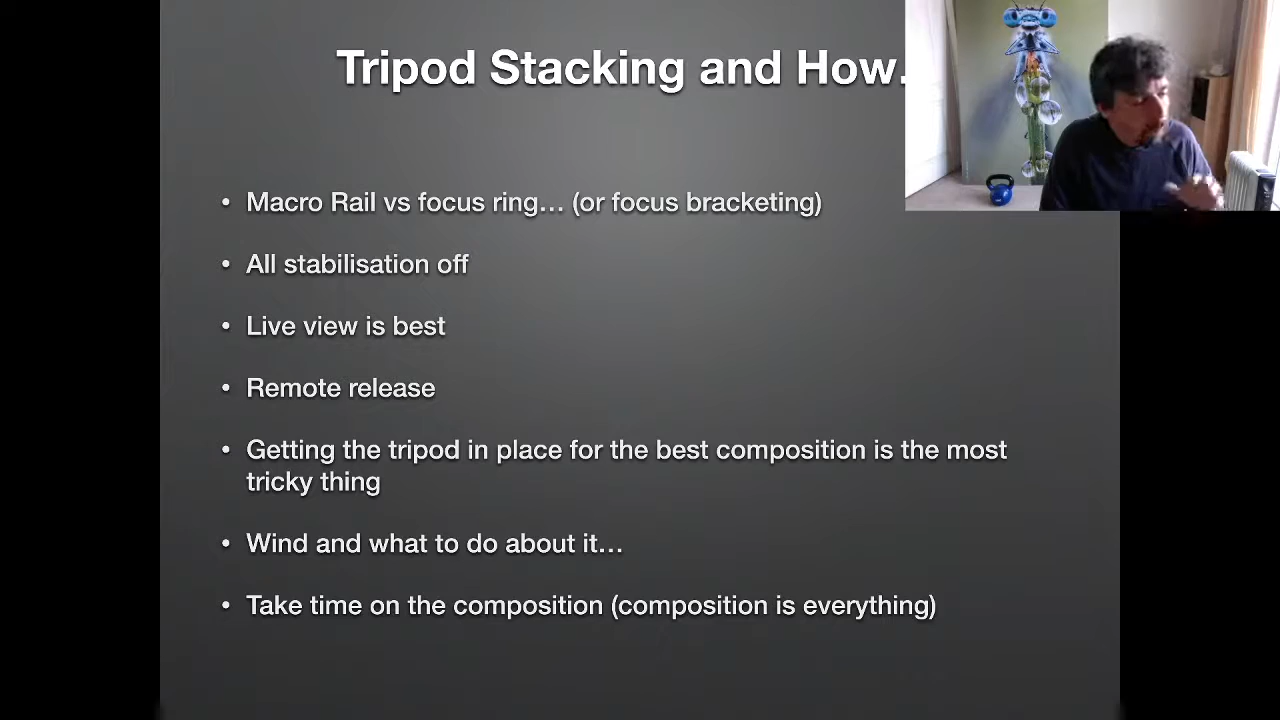 Tripod Stacking and How.
• Macro Rail vs focus ring… (or focus bracketing)
• All stabilisation off
• Live view is best
• Remote release
• Getting the tripod in place for the best composition is the most
tricky thing
• Wind and what to do about it…
• Take time on the composition (composition is everything)